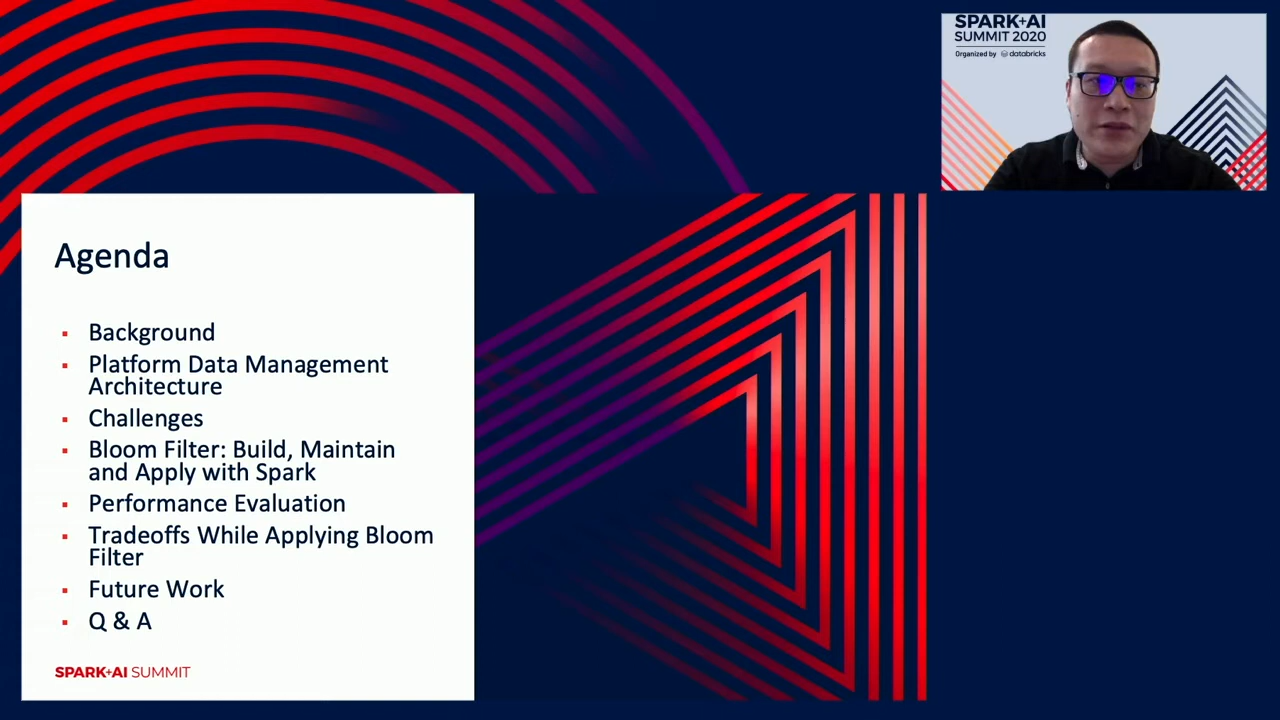 SPARK+AI
SUMMIT 2020
Organized by databricks
Agenda
▪ Background
▪ Platform Data Management
Architecture
▪ Challenges
▪ Bloom Filter: Build, Maintain
and Apply with Spark
▪ Performance Evaluation
▪ Tradeoffs While Applying Bloom
Filter
▪ Future Work
▪ Q & A
SPARK+AI SUMMIT